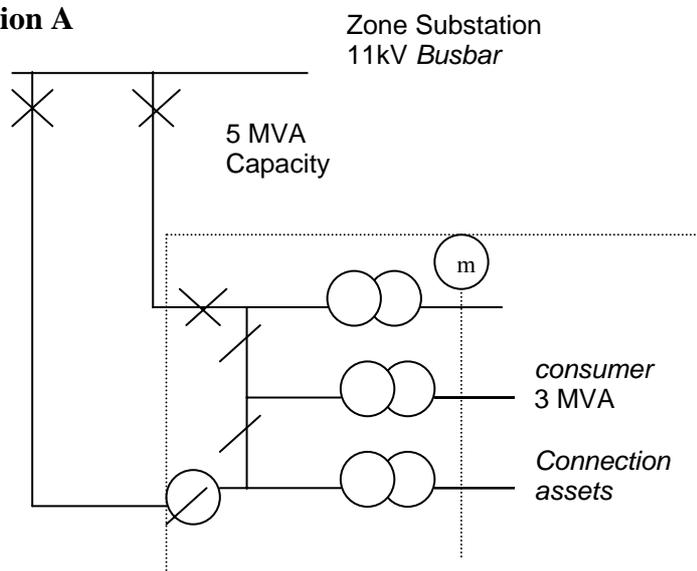 ion A
Zone Substation
11kV Busbar
5 MVA
Capacity
m
consumer
3 MVA
Connection
assets